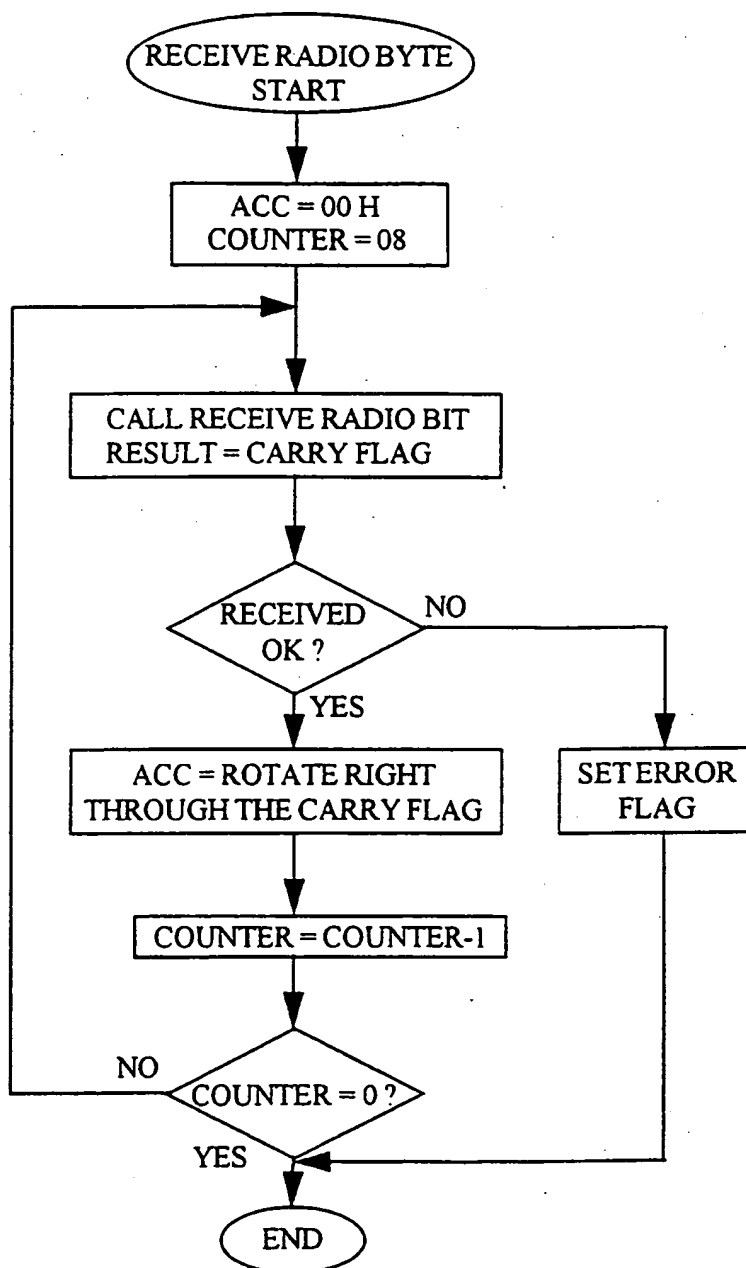 RECEIVE RADIO BYTE
START
ACC = 00 H
COUNTER = 08
CALL RECEIVE RADIO BIT
RESULT = CARRY FLAG
RECEIVED
OK ?
NO
YES
ACC = ROTATE RIGHT
THROUGH THE CARRY FLAG
SET ERROR
FLAG
COUNTER = COUNTER-1
NO
COUNTER = 0 ?
YES
END